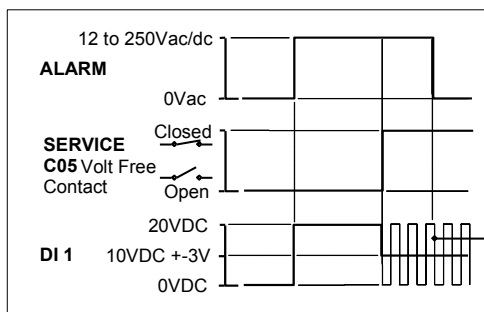 12 to 250Vac/dc
ALARM
0Vac
Closed
SERVICE
C05 Volt Free
Contact
Open
20VDC
DI 1 10VDC +-3V
0VDC